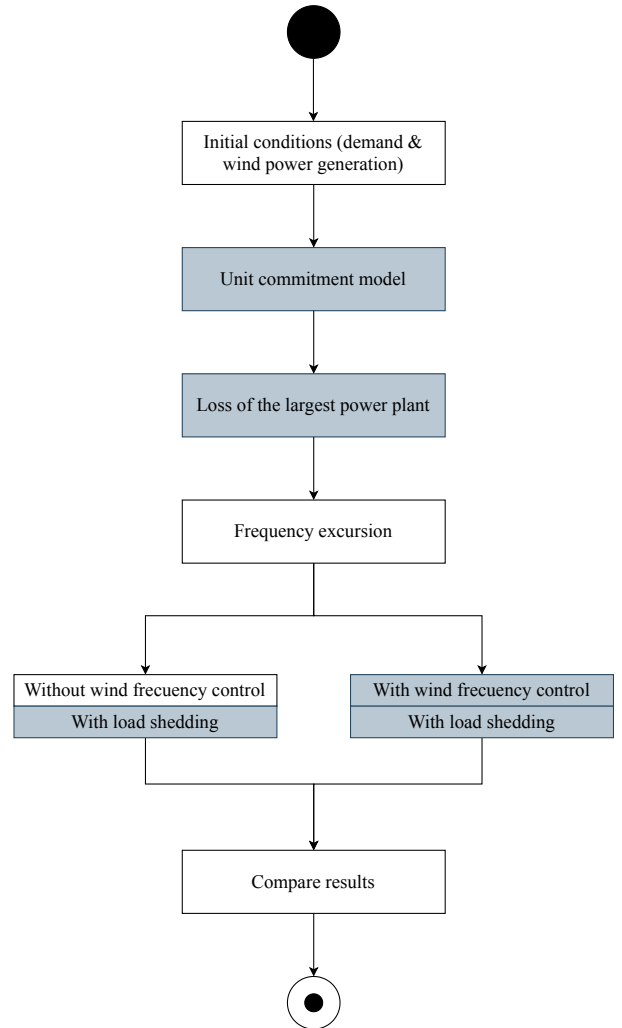 Initial conditions (demand &
wind power generation)
Unit commitment model
Loss of the largest power plant
Frequency excursion
Without wind frecuency control
With load shedding
With wind frecuency control
With load shedding
Compare results